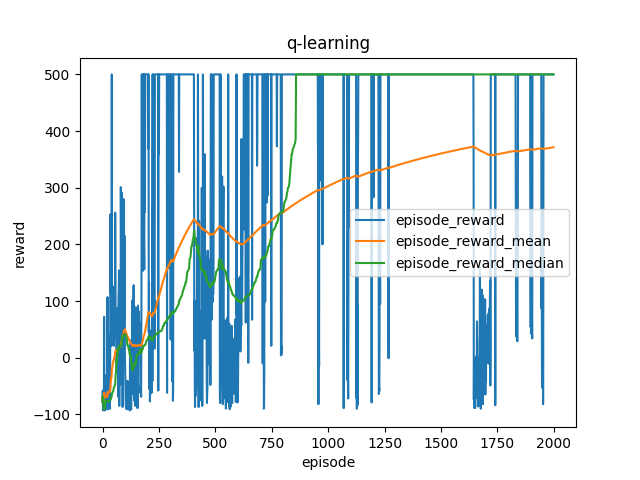 q-learning
reward
500
400
300
200
100
0
−100
episode_reward
episode_reward_mean
episode_reward_median
0
250
500
750
1000
1250
1500
1750
2000
episode